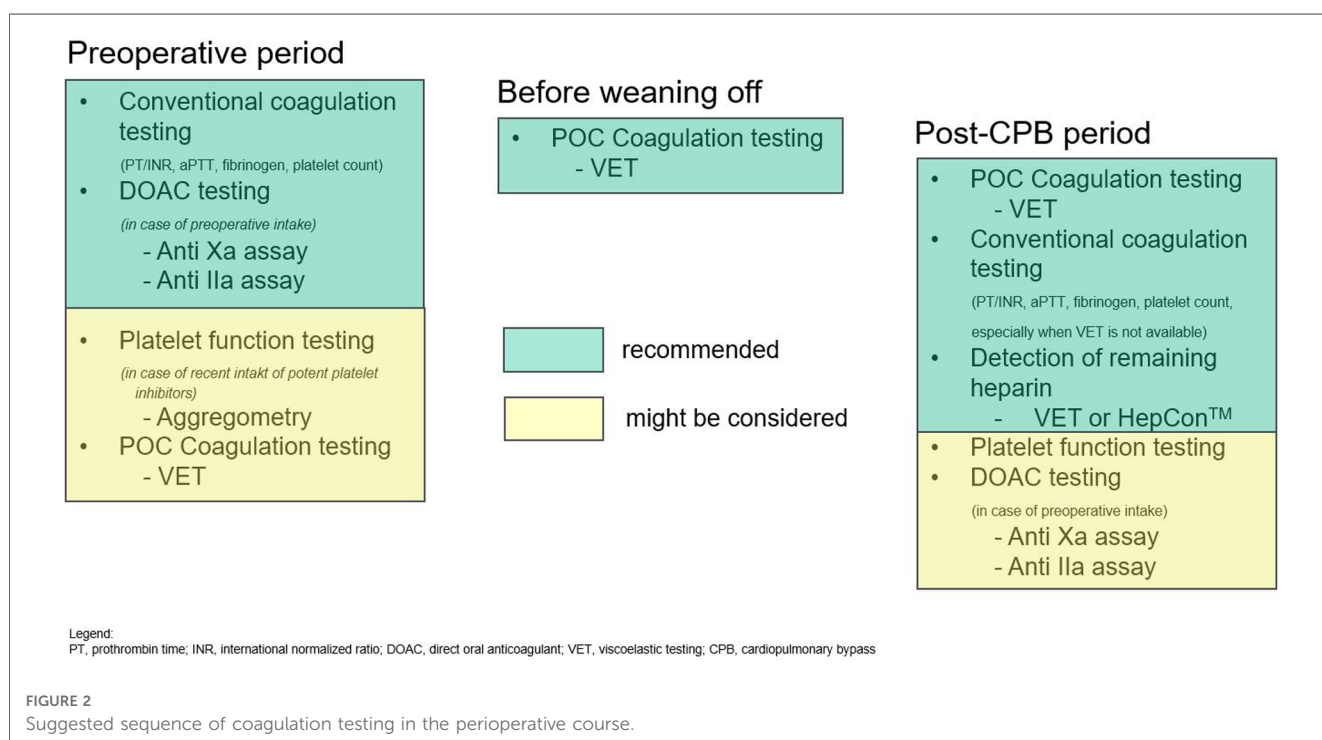 Preoperative period
• Conventional coagulation
testing
(PT/INR, aPTT, fibrinogen, platelet count)
• DOAC testing
(in case of preoperative intake)
- Anti Xa assay
- Anti IIa assay
• Platelet function testing
(in case of recent intakt of potent platelet
inhibitors)
- Aggregometry
• POC Coagulation testing
- VET
Before weaning off
• POC Coagulation testing
- VET
recommended
might be considered
Post-CPB period
• POC Coagulation testing
- VET
• Conventional coagulation
testing
(PT/INR, aPTT, fibrinogen, platelet count,
especially when VET is not available)
• Detection of remaining
heparin
- VET or HepCon™
• Platelet function testing
• DOAC testing
(in case of preoperative intake)
- Anti Xa assay
- Anti IIa assay
Legend:
PT, prothrombin time; INR, international normalized ratio; DOAC, direct oral anticoagulant; VET, viscoelastic testing; CPB, cardiopulmonary bypass
FIGURE 2
Suggested sequence of coagulation testing in the perioperative course.